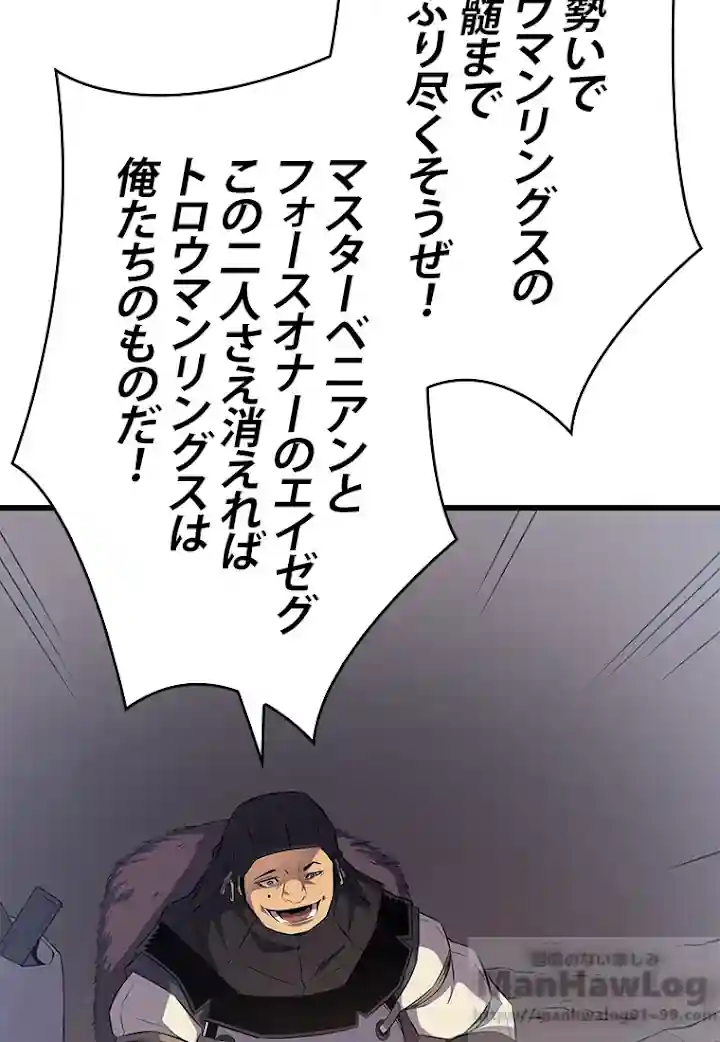 勢いで
ウマンリングスの
髄まで
ぶり尽くそうぜ！
マスターベニアンと
フォースオナーのエイゼグ
この二人さえ消えれば
トロウマンリングスは
俺たちのものだ！
ManHawLog